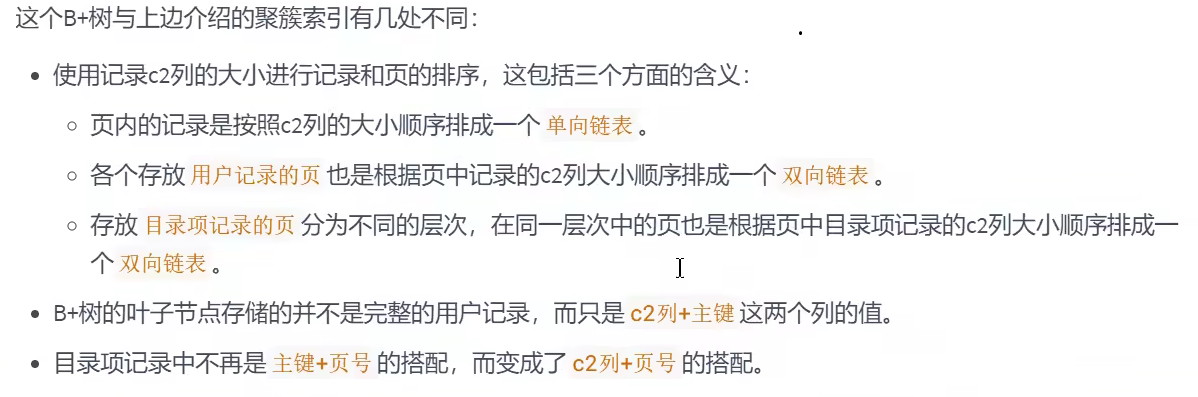 这个B+树与上边介绍的聚簇索引有几处不同：
• 使用记录c2列的大小进行记录和页的排序，这包括三个方面的含义：
◦ 页内的记录是按照c2列的大小顺序排成一个 单向链表 。
◦ 各个存放 用户记录的页 也是根据页中记录的c2列大小顺序排成一个 双向链表 。
◦ 存放 目录项记录的页 分为不同的层次，在同一层次中的页也是根据页中目录项记录的c2列大小顺序排成一
个 双向链表 。
• B+树的叶子节点存储的并不是完整的用户记录，而只是 c2列+主键 这两个列的值。
• 目录项记录中不再是 主键+页号 的搭配，而变成了 c2列+页号 的搭配。